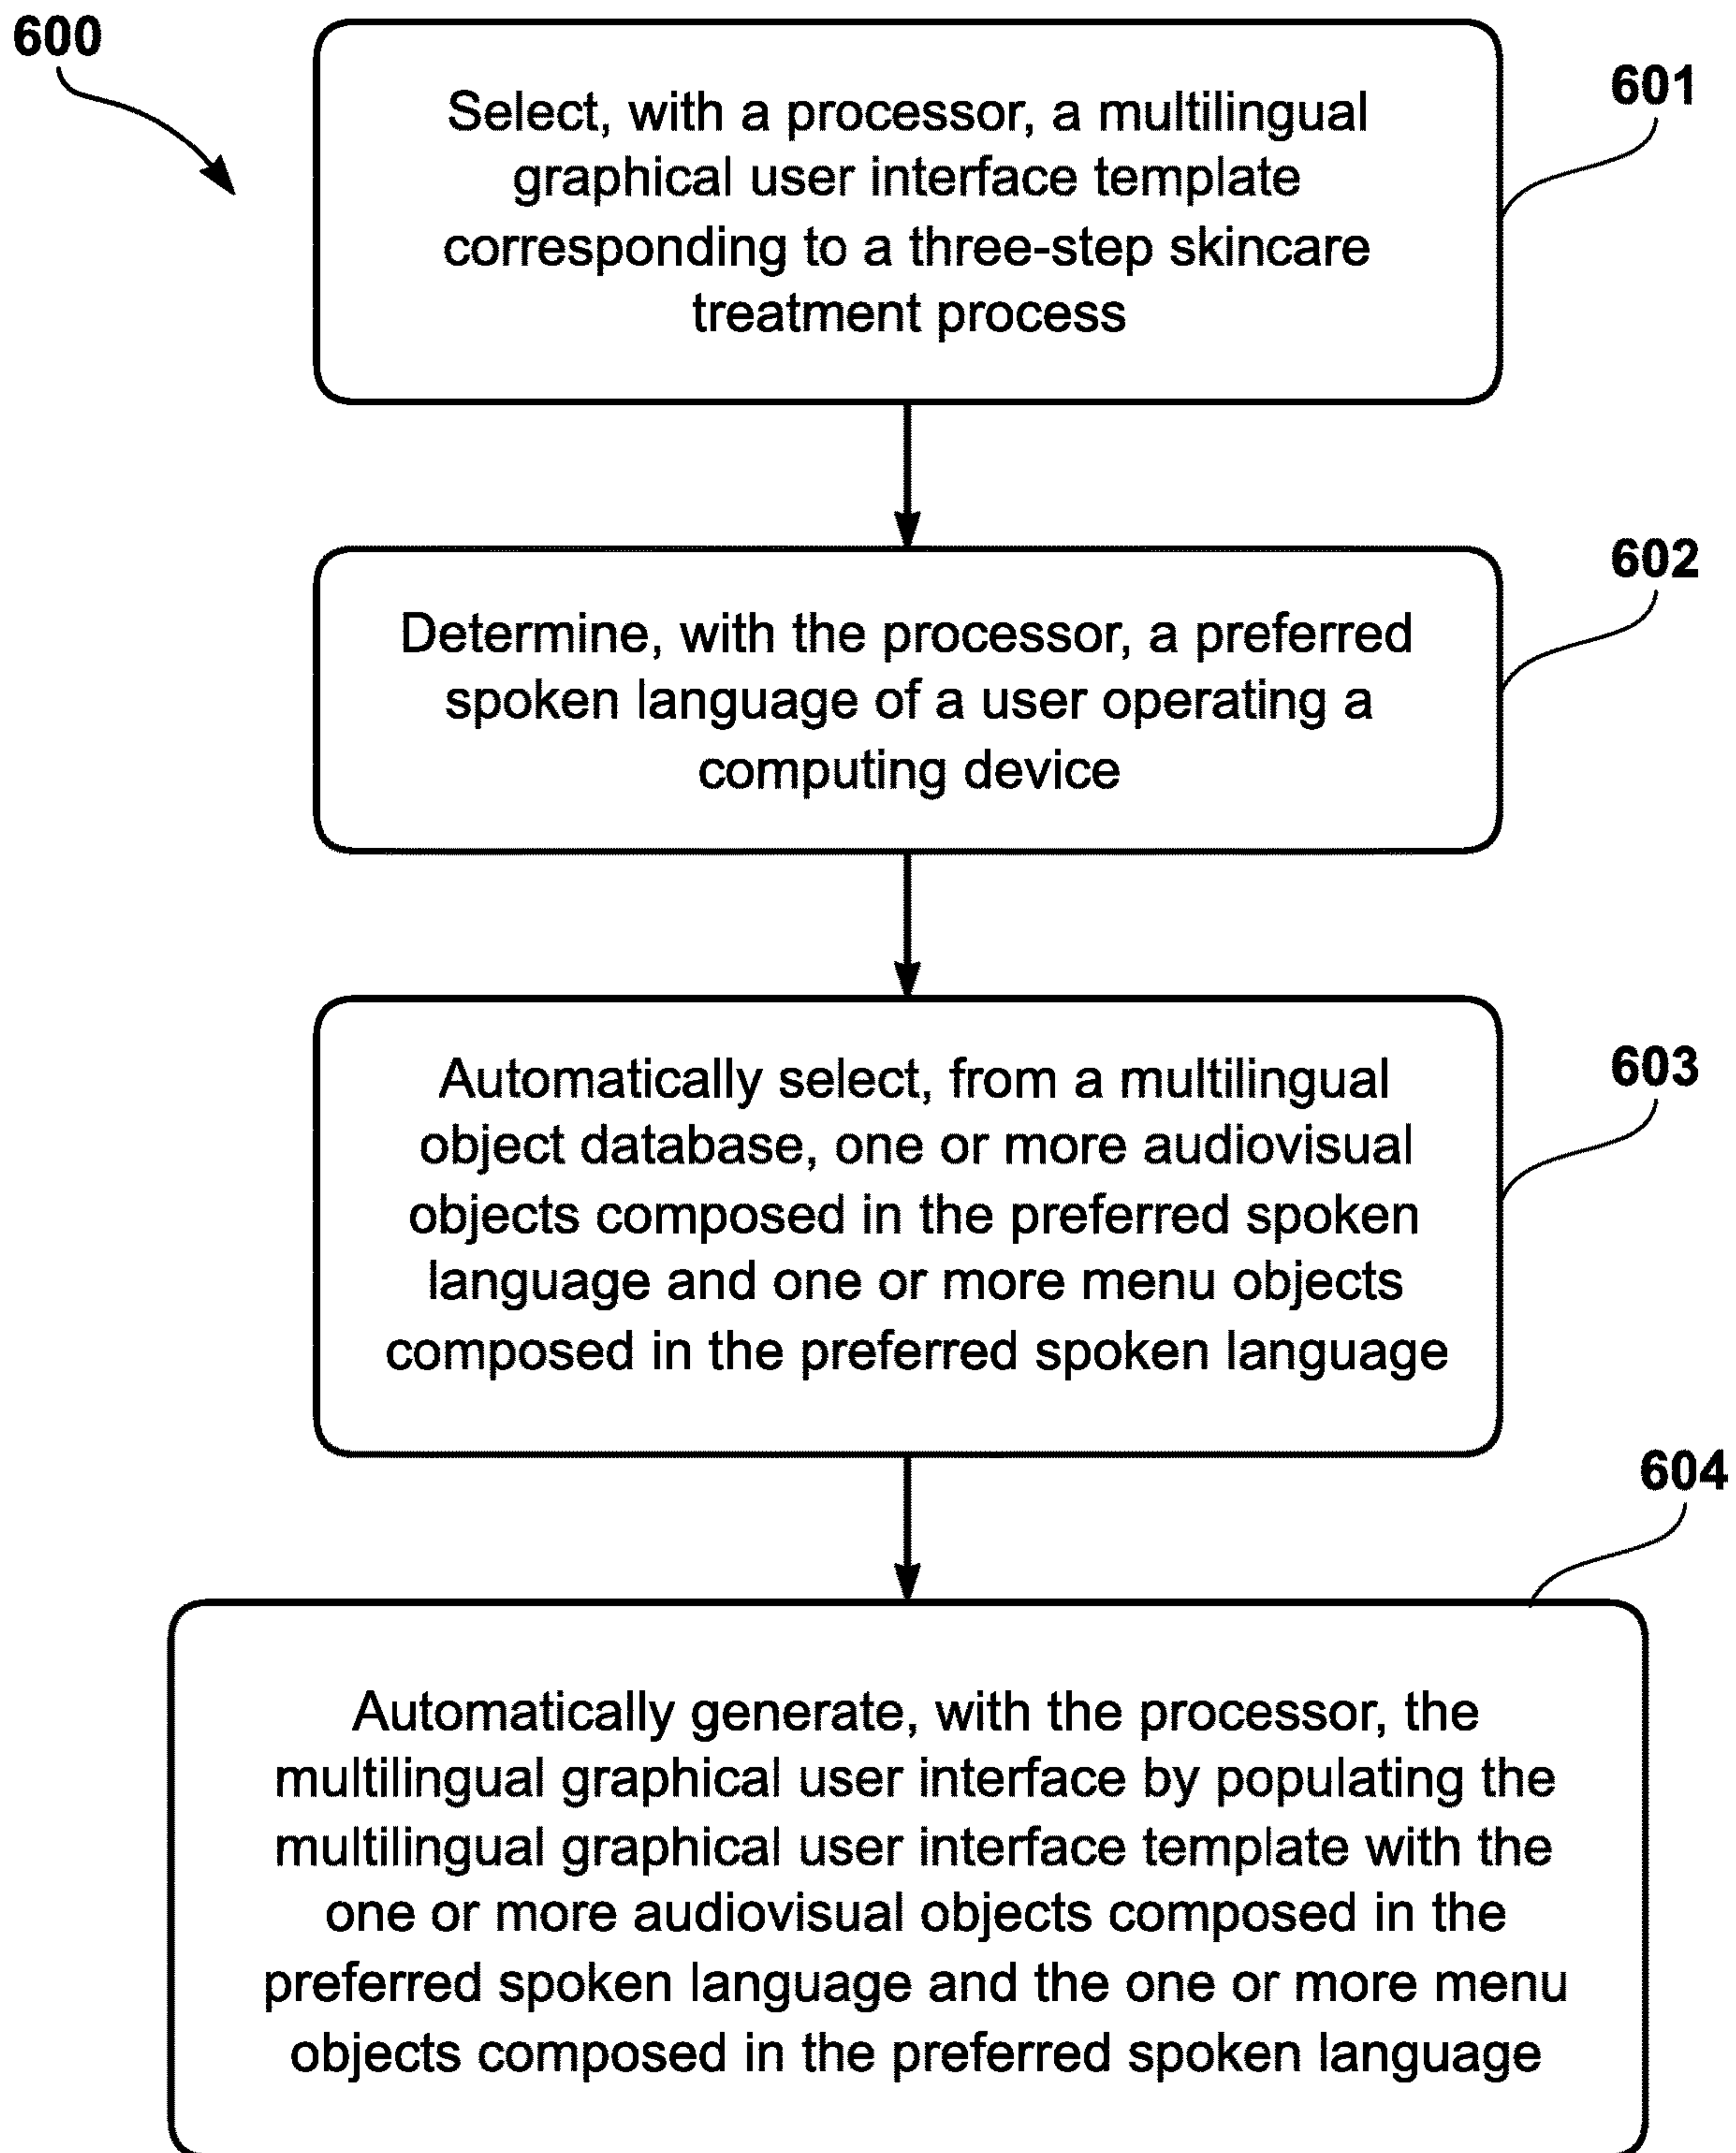 600
601
Select, with a processor, a multilingual
graphical user interface template
corresponding to a three-step skincare
treatment process
602
Determine, with the processor, a preferred
spoken language of a user operating a
computing device
603
Automatically select, from a multilingual
object database, one or more audiovisual
objects composed in the preferred spoken
language and one or more menu objects
composed in the preferred spoken language
604
Automatically generate, with the processor, the
multilingual graphical user interface by populating the
multilingual graphical user interface template with the
one or more audiovisual objects composed in the
preferred spoken language and the one or more menu
objects composed in the preferred spoken language